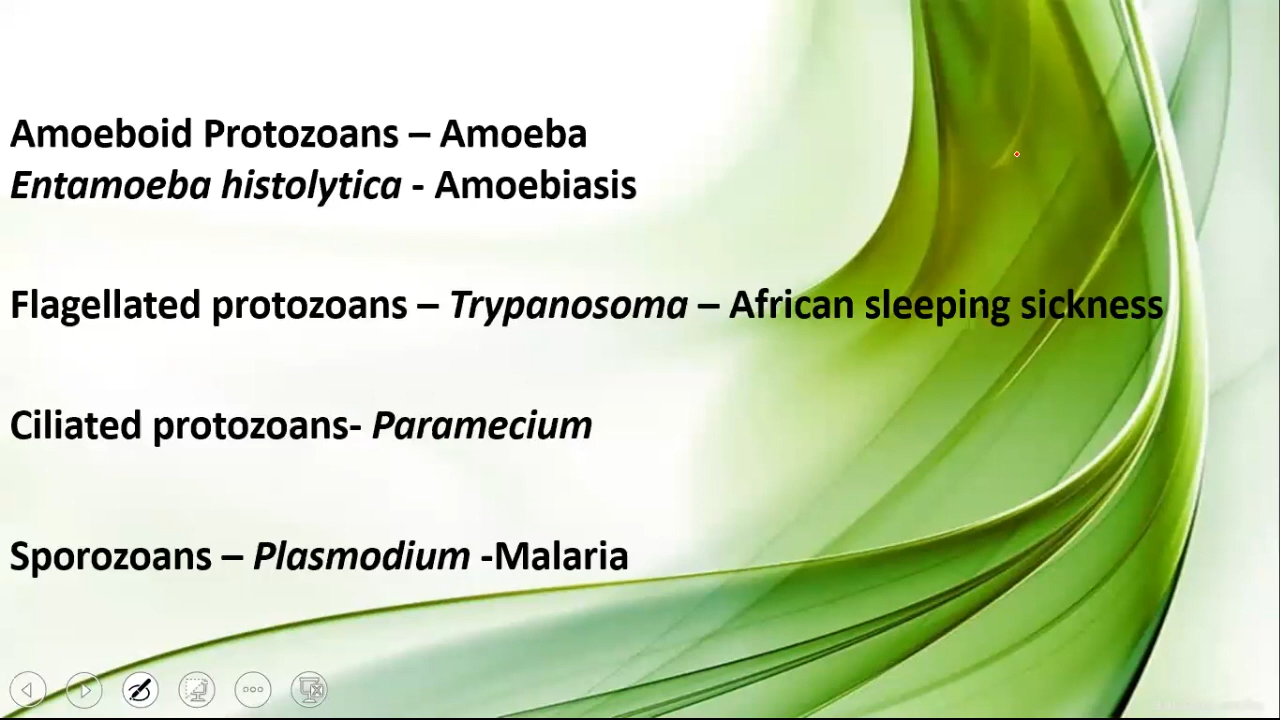 Amoeboid Protozoans – Amoeba
Entamoeba histolytica - Amoebiasis
Flagellated protozoans – Trypanosoma – African sleeping sickness
Ciliated protozoans- Paramecium
Sporozoans – Plasmodium -Malaria